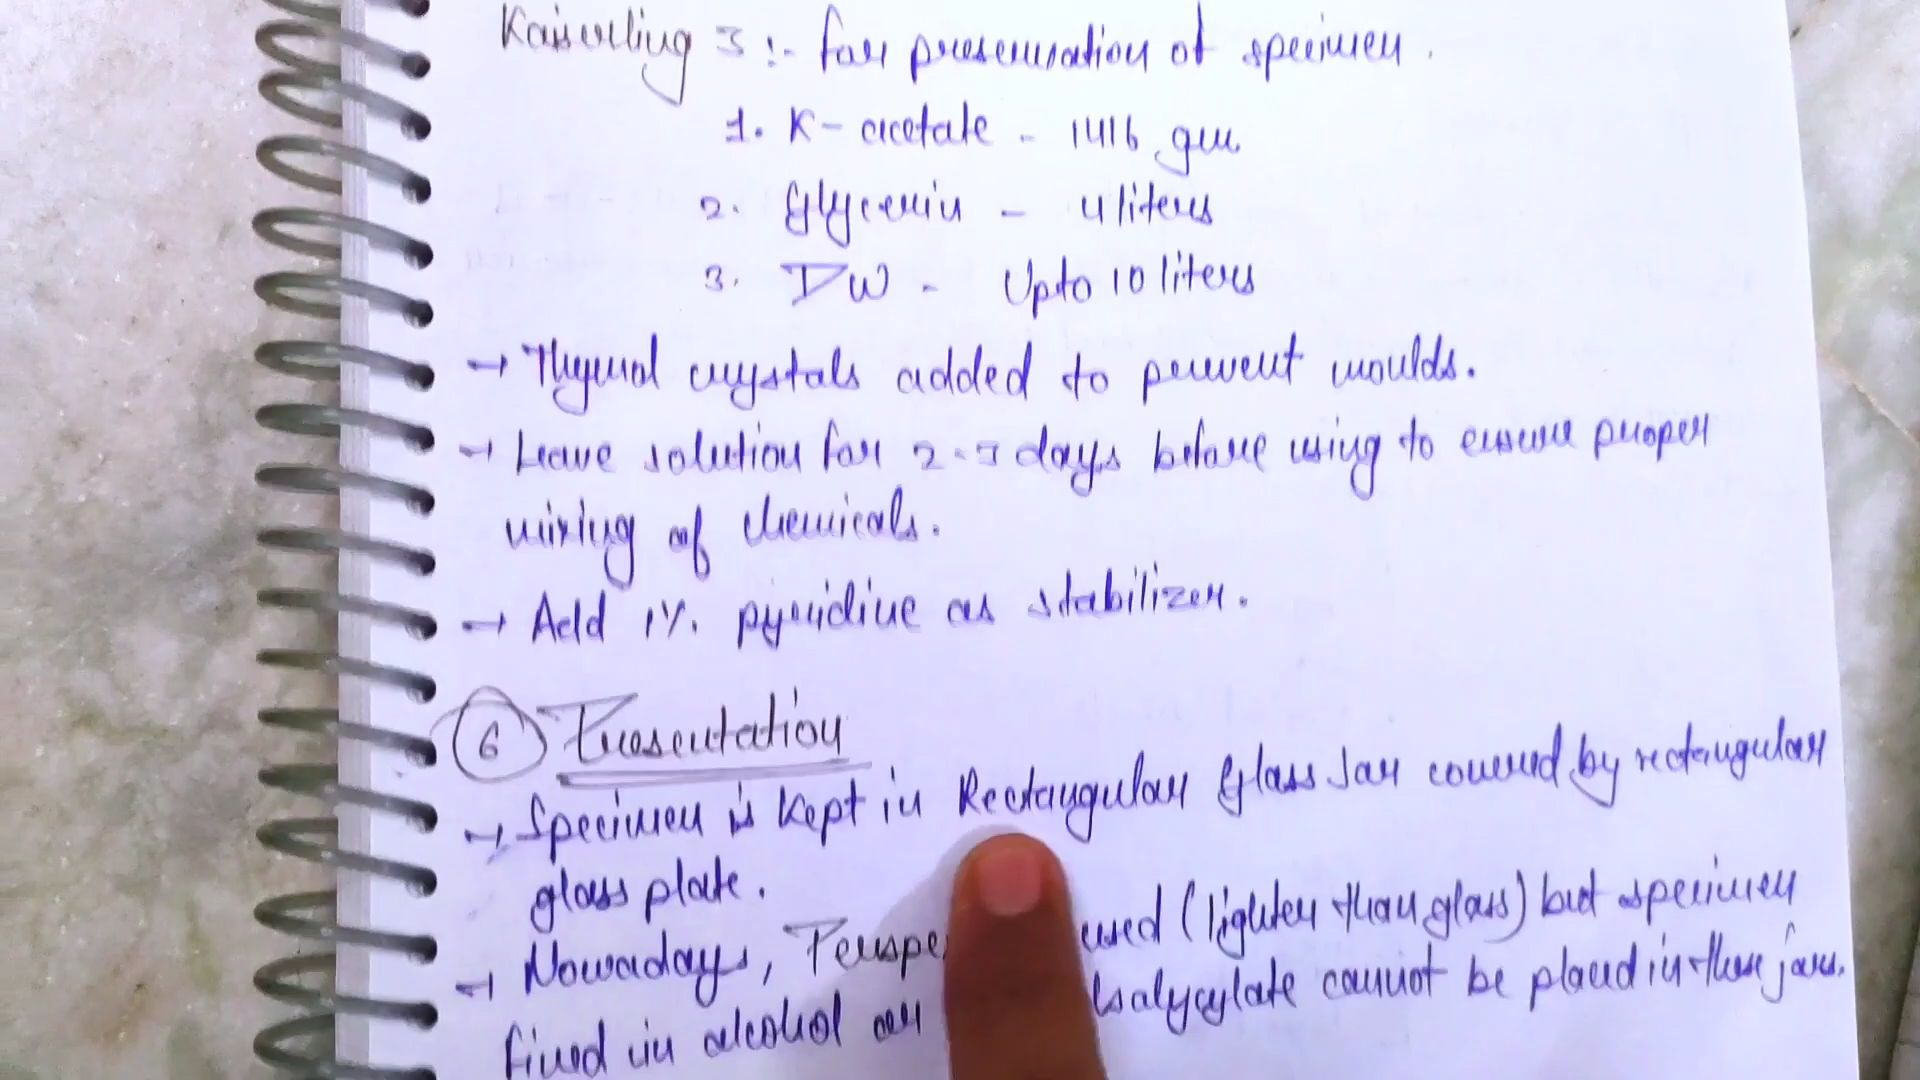 Kaiserling 3 :- for preservation of specimen.
1. K- acetate - 1416 gm
2. Glycerin - 4 liters
3. DW - Upto 10 liters
→ Thymol crystals added to prevent moulds.
→ Leave solution for 2-3 days before using to ensure proper
mixing of chemicals.
→ Add 1%. pyridine as stabilizer.
6 Presentation
→ Specimen is kept in Rectangular Glass Jar covered by rectangular
glass plate.
→ Nowadays, Perspe used (lighter than glass) but specimen
fixed in alcohol or lsalycylate cannot be placed in these jars.